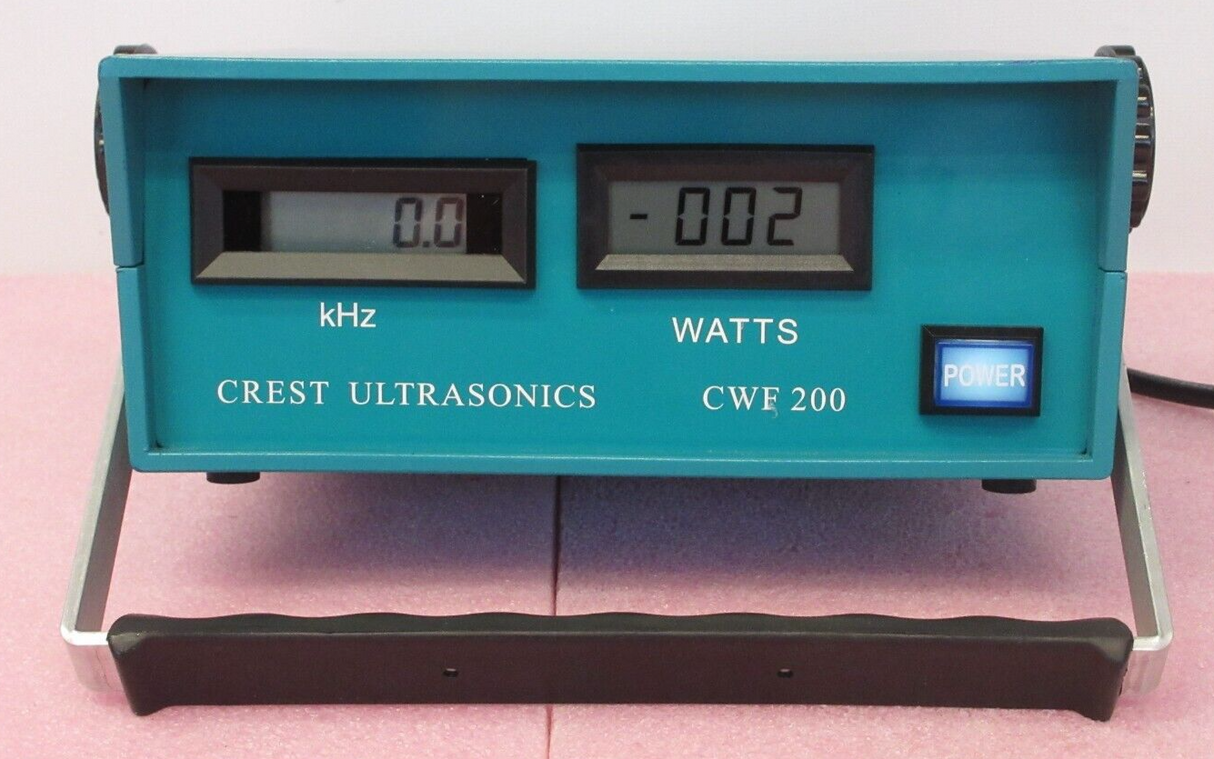 0.0
-002
kHz
WATTS
CREST ULTRASONICS
CWF 200
POWER